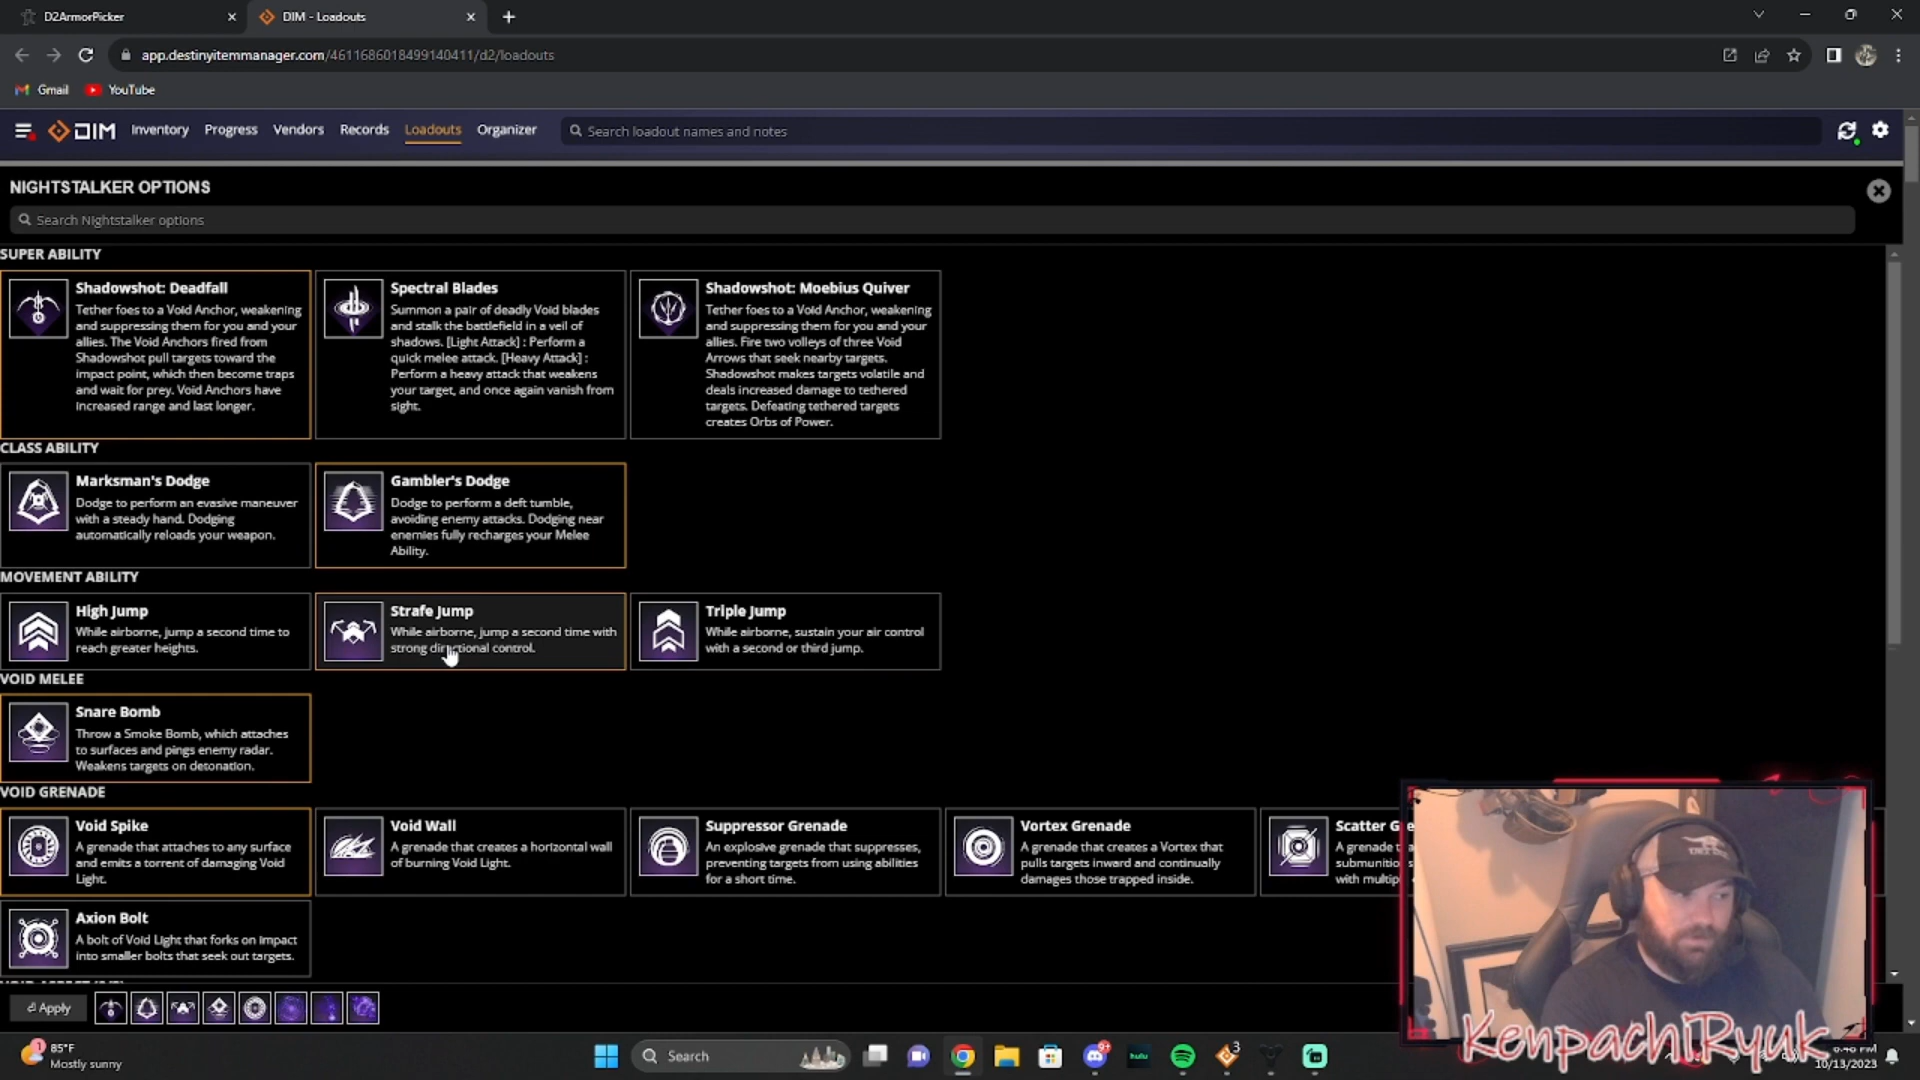 D2ArmorPicker
DIM - Loadouts
app.destinyitemmanager.com/4611686018499140411/d2/loadouts
Gmail
YouTube
DIM
Inventory
Progress
Vendors
Records
Loadouts
Organizer
Search loadout names and notes
NIGHTSTALKER OPTIONS
Search Nightstalker options
SUPER ABILITY
Shadowshot: Deadfall
Tether foes to a Void Anchor, weakening
and suppressing them for you and your
allies. The Void Anchors fired from
Shadowshot pull targets toward the
impact point, which then become traps
and wait for prey. Void Anchors have
increased range and last longer.
Spectral Blades
Summon a pair of deadly Void blades
and stalk the battlefield in a veil of
shadows. [Light Attack] : Perform a
quick melee attack. [Heavy Attack] :
Perform a heavy attack that weakens
your target, and once again vanish from
sight.
Shadowshot: Moebius Quiver
Tether foes to a Void Anchor, weakening
and suppressing them for you and your
allies. Fire two volleys of three Void
Arrows that seek nearby targets.
Shadowshot makes targets volatile and
deals increased damage to tethered
targets. Defeating tethered targets
creates Orbs of Power.
CLASS ABILITY
Marksman's Dodge
Dodge to perform an evasive maneuver
with a steady hand. Dodging
automatically reloads your weapon.
Gambler's Dodge
Dodge to perform a deft tumble,
avoiding enemy attacks. Dodging near
enemies fully recharges your Melee
Ability.
MOVEMENT ABILITY
High Jump
While airborne, jump a second time to
reach greater heights.
Strafe Jump
While airborne, jump a second time with
strong directional control.
Triple Jump
While airborne, sustain your air control
with a second or third jump.
VOID MELEE
Snare Bomb
Throw a Smoke Bomb, which attaches
to surfaces and pings enemy radar.
Weakens targets on detonation.
VOID GRENADE
Void Spike
A grenade that attaches to any surface
and emits a torrent of damaging Void
Light.
Void Wall
A grenade that creates a horizontal wall
of burning Void Light.
Suppressor Grenade
An explosive grenade that suppresses,
preventing targets from using abilities
for a short time.
Vortex Grenade
A grenade that creates a Vortex that
pulls targets inward and continually
damages those trapped inside.
Scatter Gre
A grenade
submunitio
with multip
Axion Bolt
A bolt of Void Light that forks on impact
into smaller bolts that seek out targets.
Apply
KenpachiRyuk
1
85°F
Mostly sunny
Search
9+
hulu
3
10/13/2023